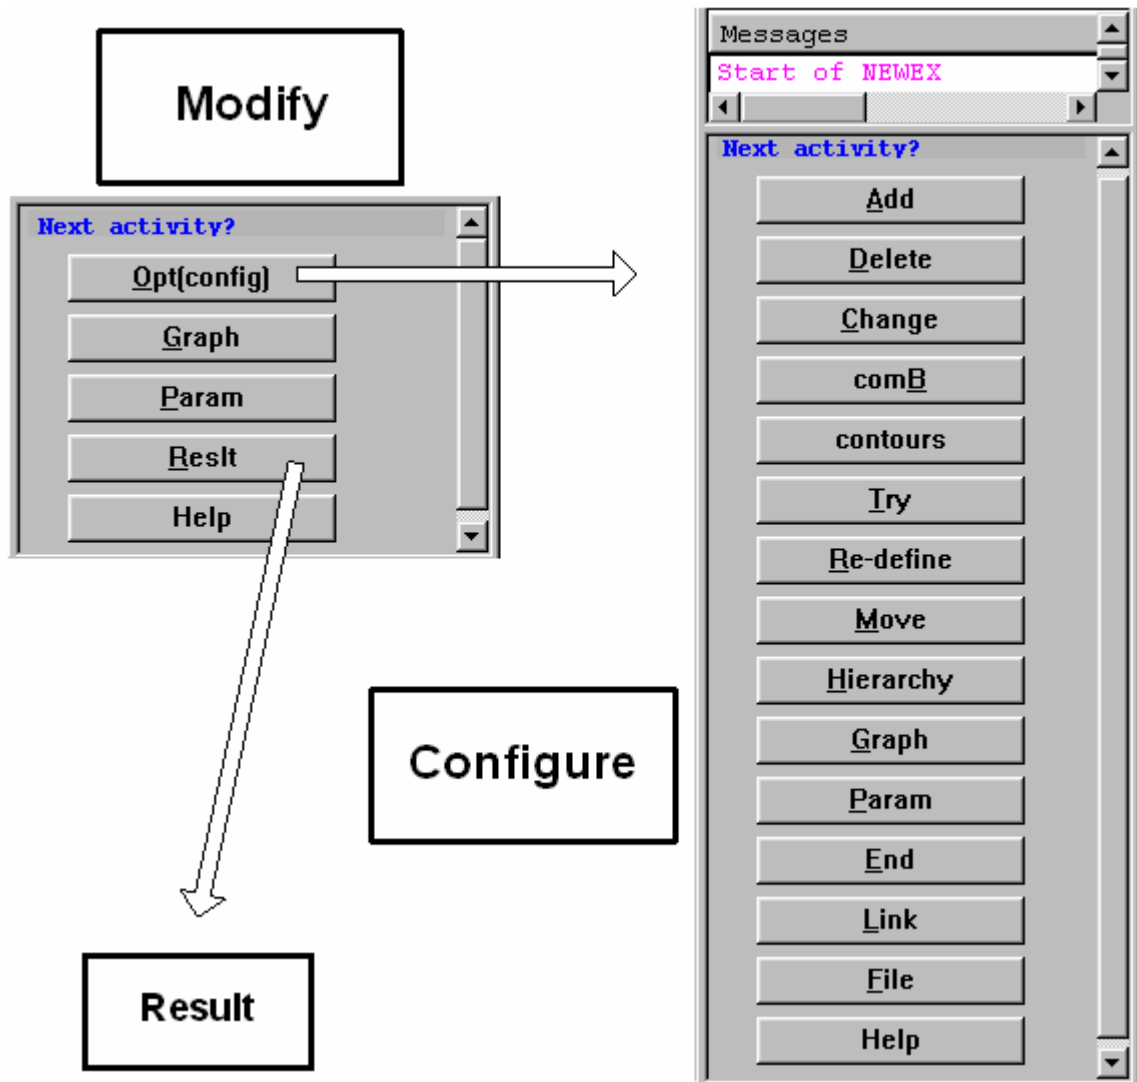 Modify
Next activity?
Opt(config)
Graph
Param
Reslt
Help
Configure
Result
Messages
Start of NEWEX
Next activity?
Add
Delete
Change
comB
contours
Try
Re-define
Move
Hierarchy
Graph
Param
End
Link
File
Help